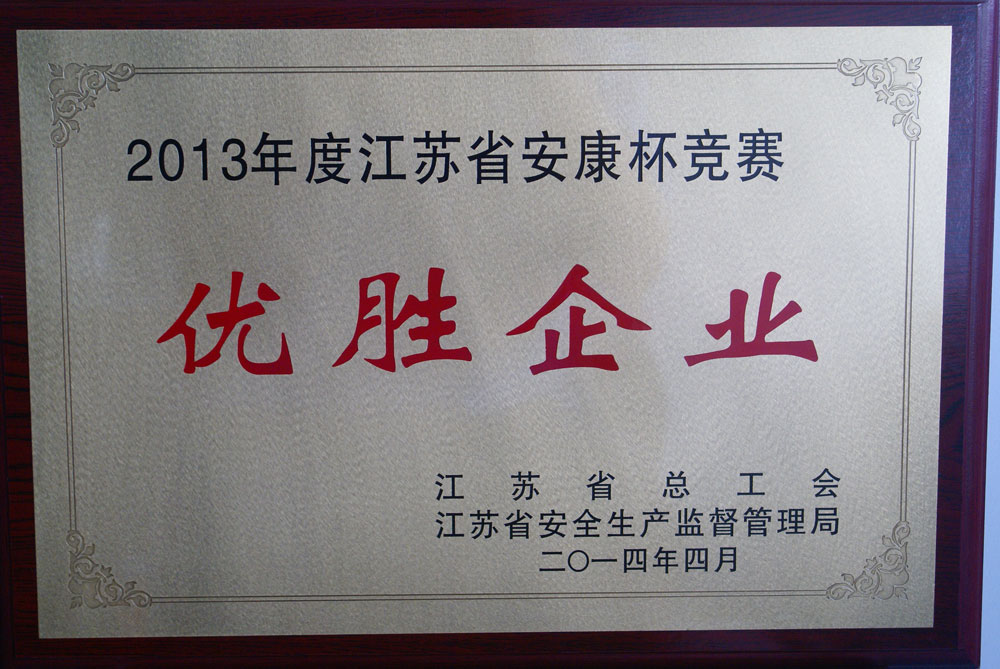 2013年度江苏省安康杯竞赛
优胜企业
江苏省总工会
江苏省安全生产监督管理局
二〇一四年四月